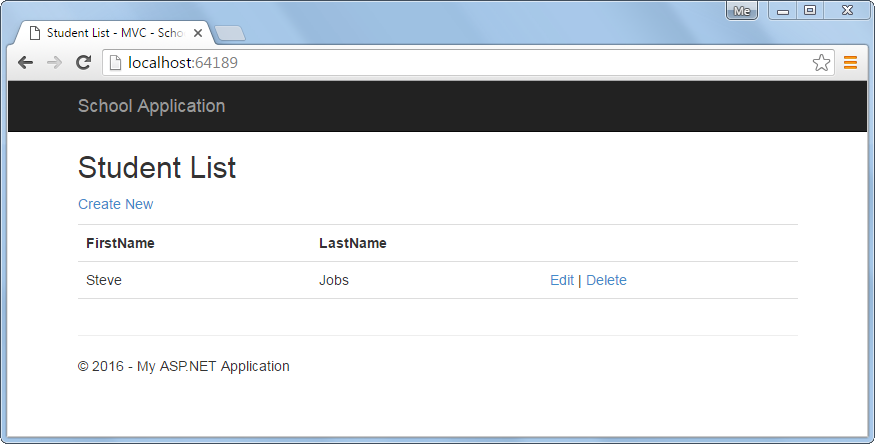 Me
Student List - MVC - Scho
localhost:64189
School Application
Student List
Create New
FirstName LastName
Steve Jobs Edit | Delete
© 2016 - My ASP.NET Application